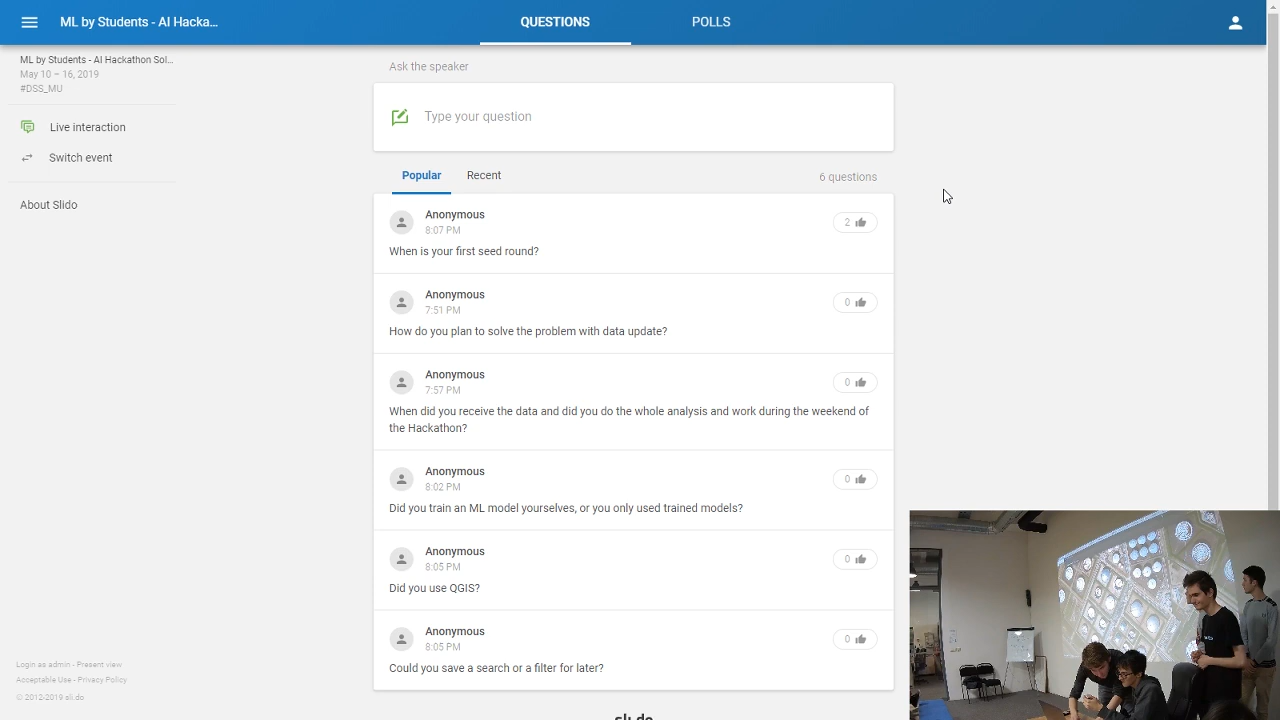 ML by Students - AI Hacka...
QUESTIONS
POLLS
ML by Students - AI Hackathon Sol...
May 10 – 16, 2019
#DSS_MU
Live interaction
Switch event
About Slido
Ask the speaker
Type your question
Popular
Recent
6 questions
Anonymous
8:07 PM
2
When is your first seed round?
Anonymous
7:51 PM
0
How do you plan to solve the problem with data update?
Anonymous
7:57 PM
0
When did you receive the data and did you do the whole analysis and work during the weekend of
the Hackathon?
Anonymous
8:02 PM
0
Did you train an ML model yourselves, or you only used trained models?
Anonymous
8:05 PM
0
Did you use QGIS?
Anonymous
8:05 PM
0
Could you save a search or a filter for later?
Login as admin - Present view
Acceptable Use - Privacy Policy
© 2012-2019 sli.do
sli.do